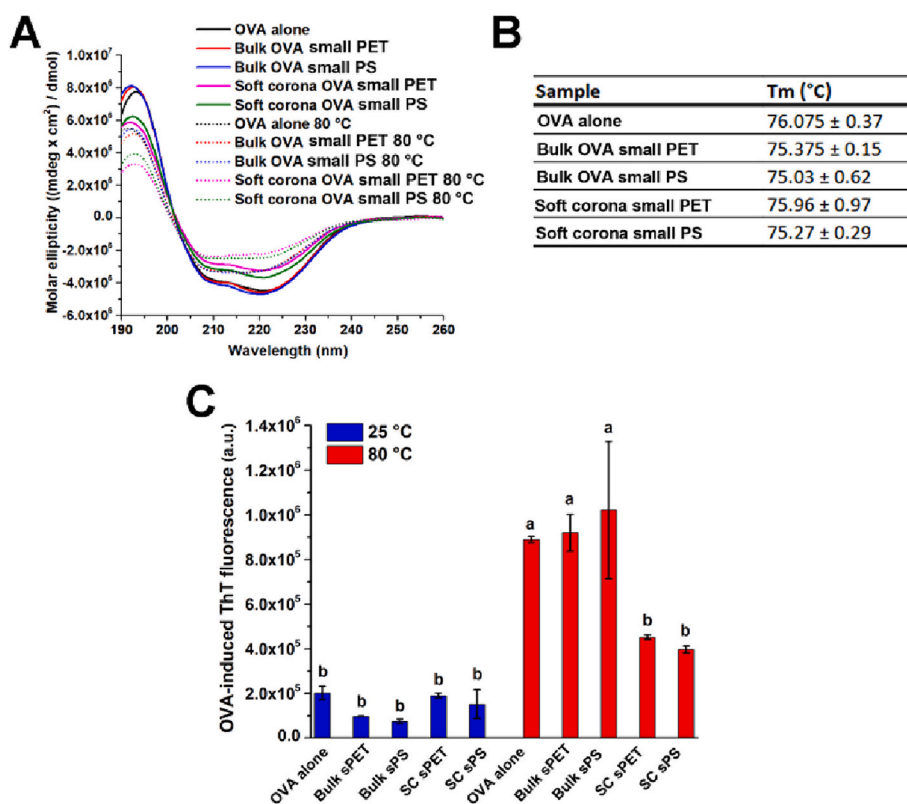 A
OVA alone
Bulk OVA small PET
Bulk OVA small PS
Soft corona OVA small PET
Soft corona OVA small PS
OVA alone 80 °C
Bulk OVA small PET 80 °C
Bulk OVA small PS 80 °C
Soft corona OVA small PET 80 °C
Soft corona OVA small PS 80 °C
Molar ellipticity (mdeg x cm²) / dmol)
8.0x10⁶
6.0x10⁶
4.0x10⁶
2.0x10⁶
0.0
-2.0x10⁶
-4.0x10⁶
-6.0x10⁶
190 200 210 220 230 240 250 260
Wavelength (nm)
B
Sample Tm (°C)
OVA alone 76.075 ± 0.37
Bulk OVA small PET 75.375 ± 0.15
Bulk OVA small PS 75.03 ± 0.62
Soft corona small PET 75.96 ± 0.97
Soft corona small PS 75.27 ± 0.29
C
25 °C
80 °C
OVA-induced ThT fluorescence (a.u.)
1.4x10⁶
1.2x10⁶
1.0x10⁶
8.0x10⁵
6.0x10⁵
4.0x10⁵
2.0x10⁵
0.0
b b b b b a a a b b
OVA alone
Bulk sPET
Bulk sPS
SC sPET
SC sPS
OVA alone
Bulk sPET
Bulk sPS
SC sPET
SC sPS